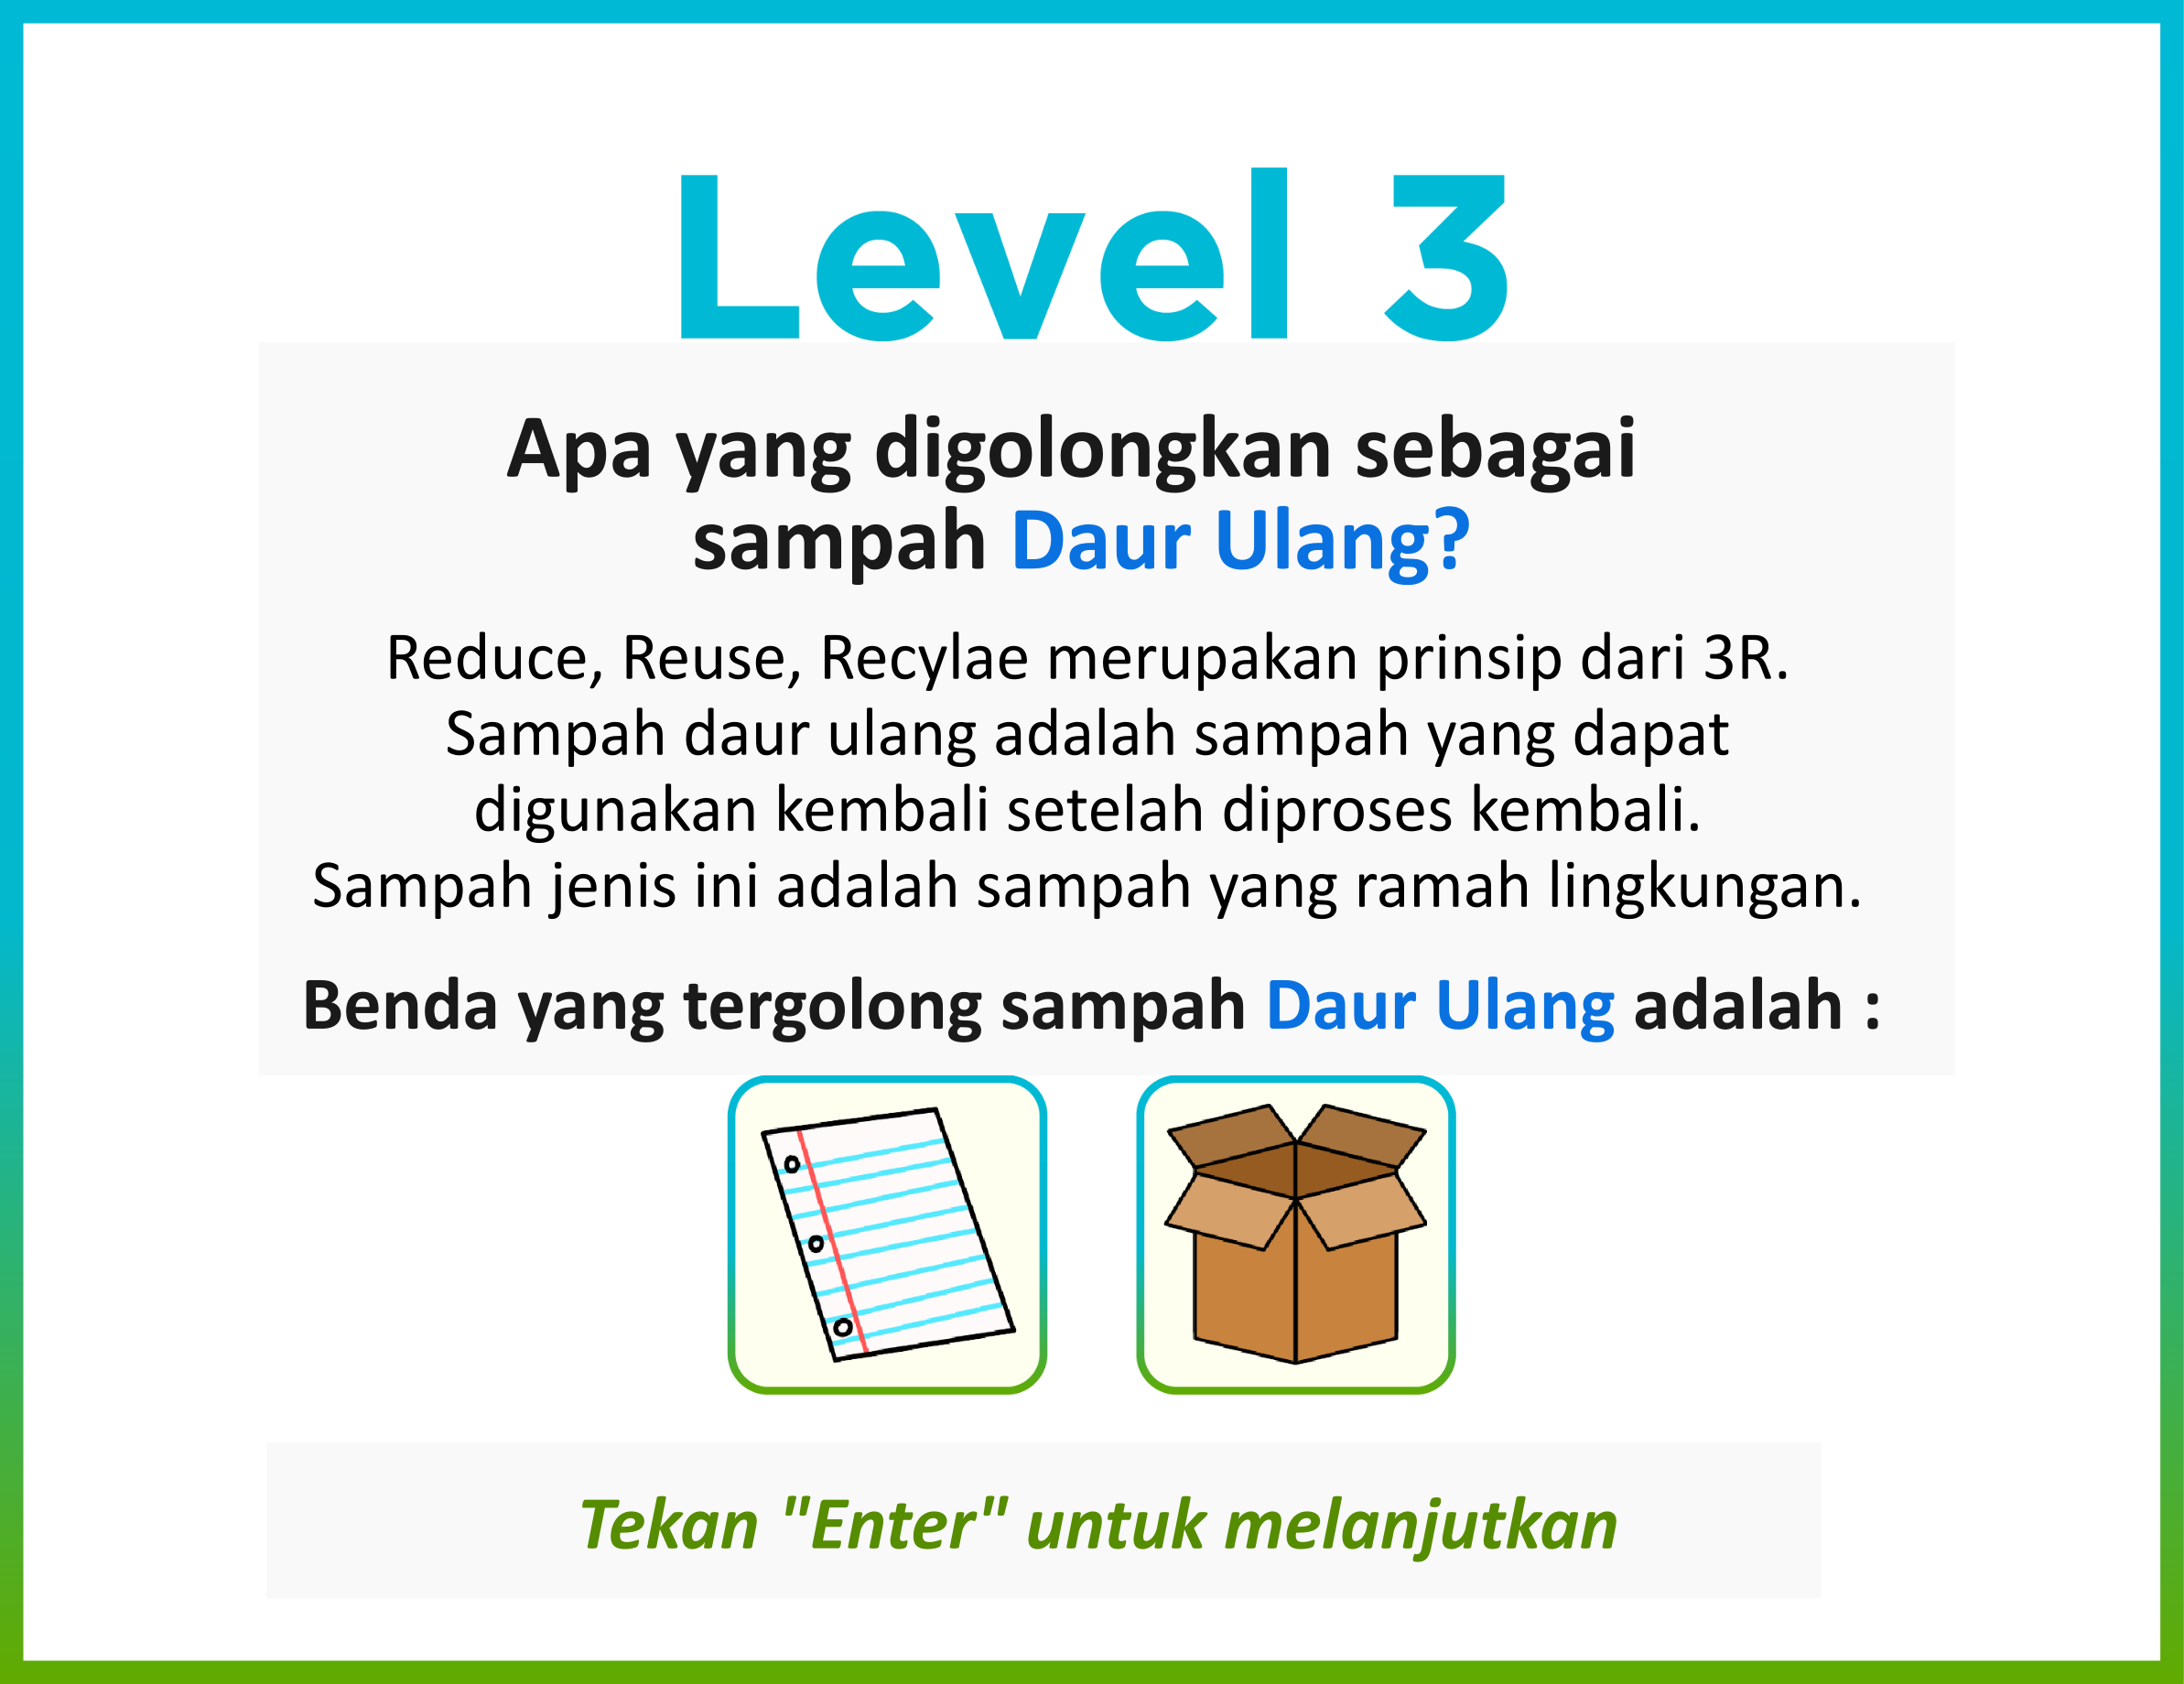 Level 3
Apa yang digolongkan sebagai
sampah Daur Ulang?
Reduce, Reuse, Recylae merupakan prinsip dari 3R.
Sampah daur ulang adalah sampah yang dapat
digunakan kembali setelah diproses kembali.
Sampah jenis ini adalah sampah yang ramah lingkungan.
Benda yang tergolong sampah Daur Ulang adalah :
Tekan "Enter" untuk melanjutkan